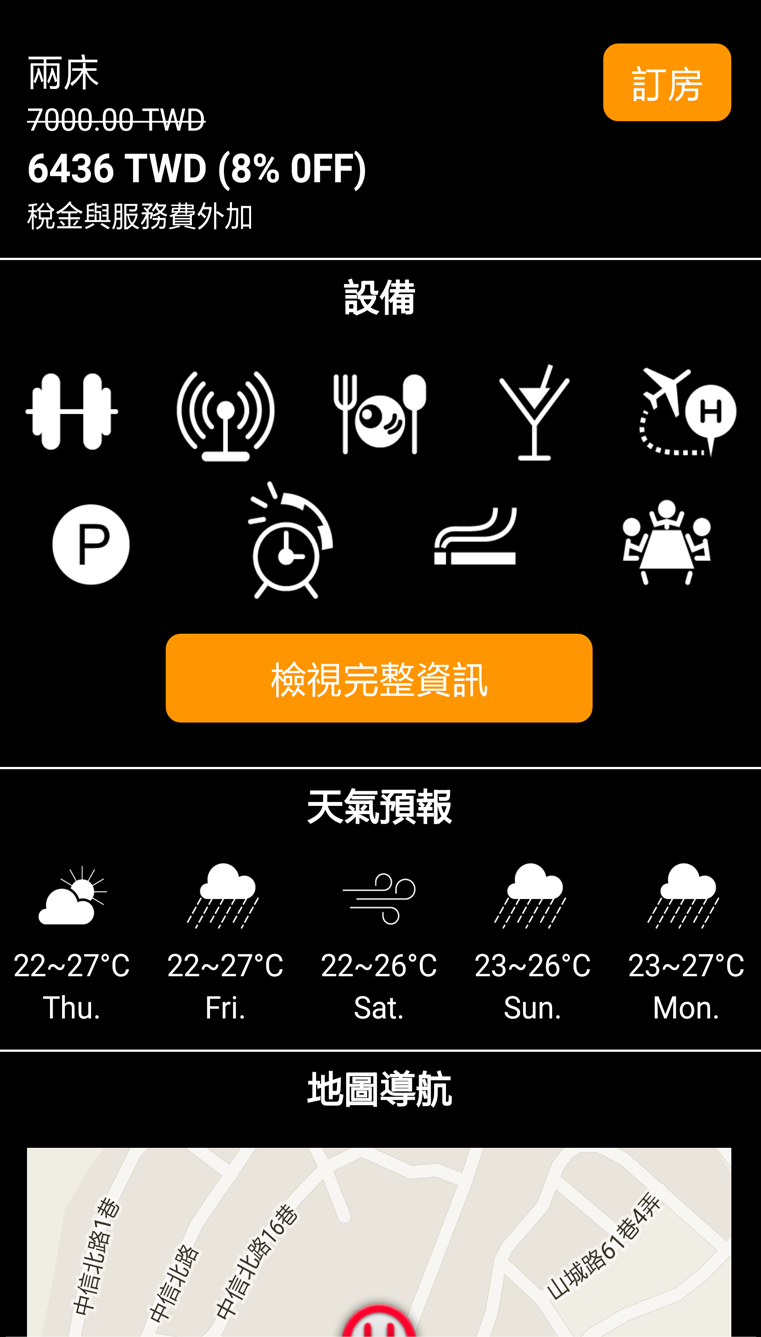 兩床
訂房
7000.00 TWD
6436 TWD (8% 0FF)
稅金與服務費外加
設備
H
P
檢視完整資訊
天氣預報
22~27°C 22~27°C 22~26°C 23~26°C 23~27°C
Thu. Fri. Sat. Sun. Mon.
地圖導航
中信北路1巷
中信北路
中信北路16巷
山城路61巷4弄